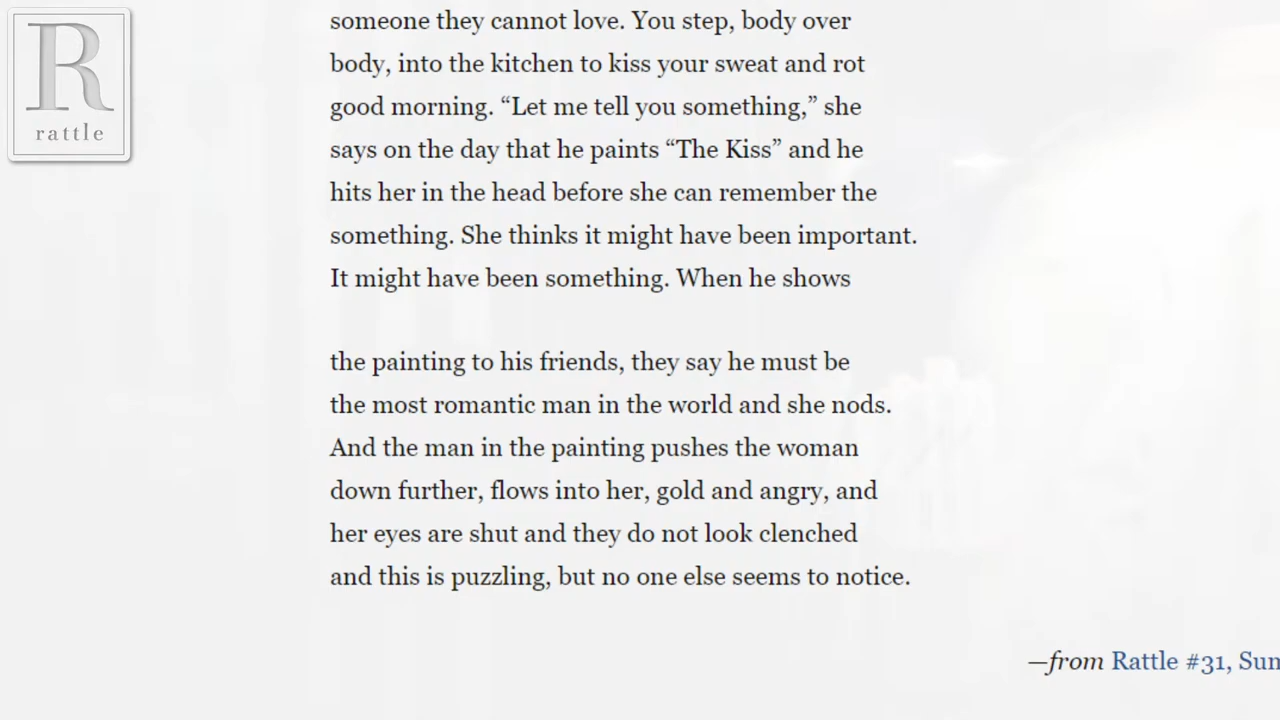 R
rattle
someone they cannot love. You step, body over
body, into the kitchen to kiss your sweat and rot
good morning. “Let me tell you something,” she
says on the day that he paints “The Kiss” and he
hits her in the head before she can remember the
something. She thinks it might have been important.
It might have been something. When he shows
the painting to his friends, they say he must be
the most romantic man in the world and she nods.
And the man in the painting pushes the woman
down further, flows into her, gold and angry, and
her eyes are shut and they do not look clenched
and this is puzzling, but no one else seems to notice.
—from Rattle #31, Sum